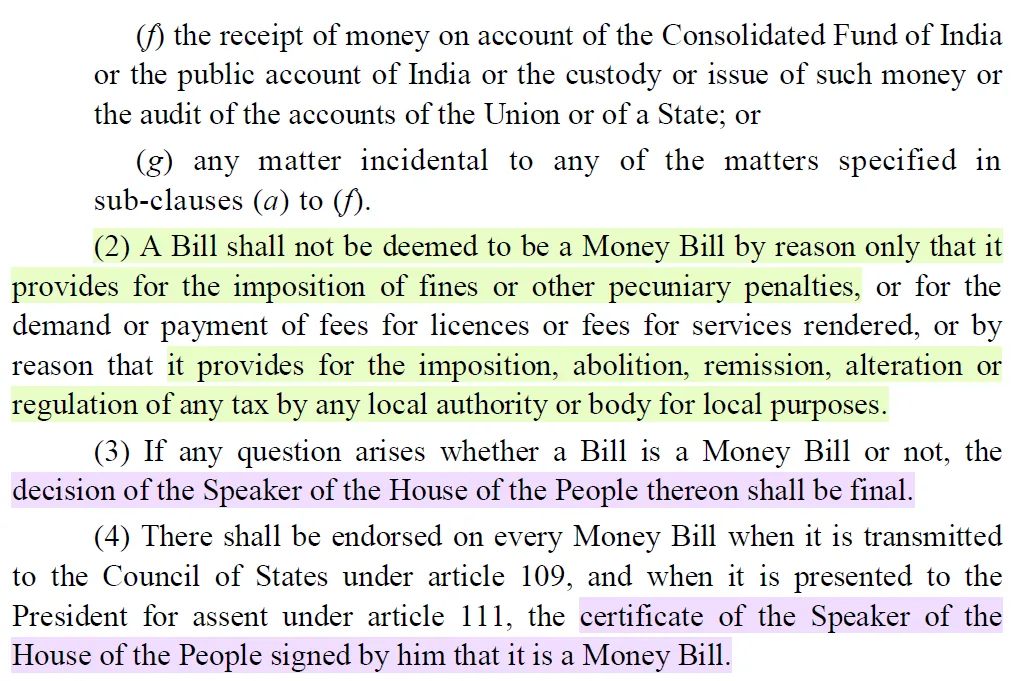 (f) the receipt of money on account of the Consolidated Fund of India
or the public account of India or the custody or issue of such money or
the audit of the accounts of the Union or of a State; or
(g) any matter incidental to any of the matters specified in
sub-clauses (a) to (f).
(2) A Bill shall not be deemed to be a Money Bill by reason only that it
provides for the imposition of fines or other pecuniary penalties, or for the
demand or payment of fees for licences or fees for services rendered, or by
reason that it provides for the imposition, abolition, remission, alteration or
regulation of any tax by any local authority or body for local purposes.
(3) If any question arises whether a Bill is a Money Bill or not, the
decision of the Speaker of the House of the People thereon shall be final.
(4) There shall be endorsed on every Money Bill when it is transmitted
to the Council of States under article 109, and when it is presented to the
President for assent under article 111, the certificate of the Speaker of the
House of the People signed by him that it is a Money Bill.